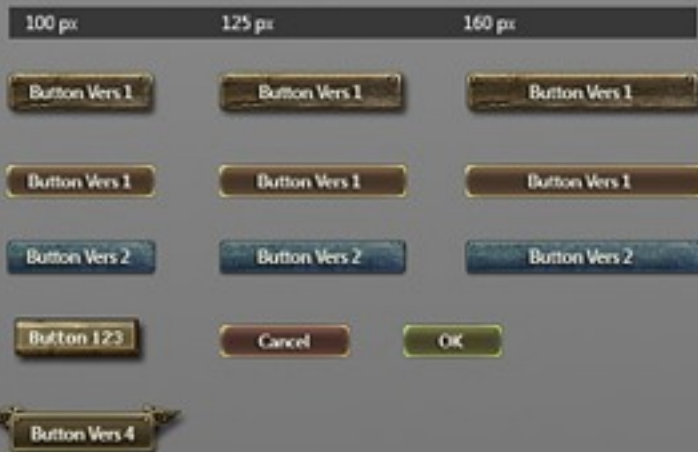 100 px 125 px 160 px
Button Vers 1 Button Vers 1 Button Vers 1
Button Vers 1 Button Vers 1 Button Vers 1
Button Vers 2 Button Vers 2 Button Vers 2
Button 123 Cancel OK
Button Vers 4